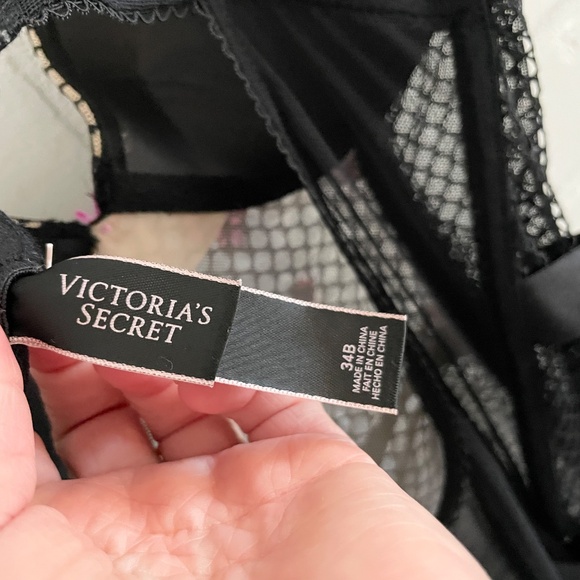 VICTORIA'S
SECRET
34B
MADE IN CHINA
FAIT EN CHINE
HECHO EN CHINA